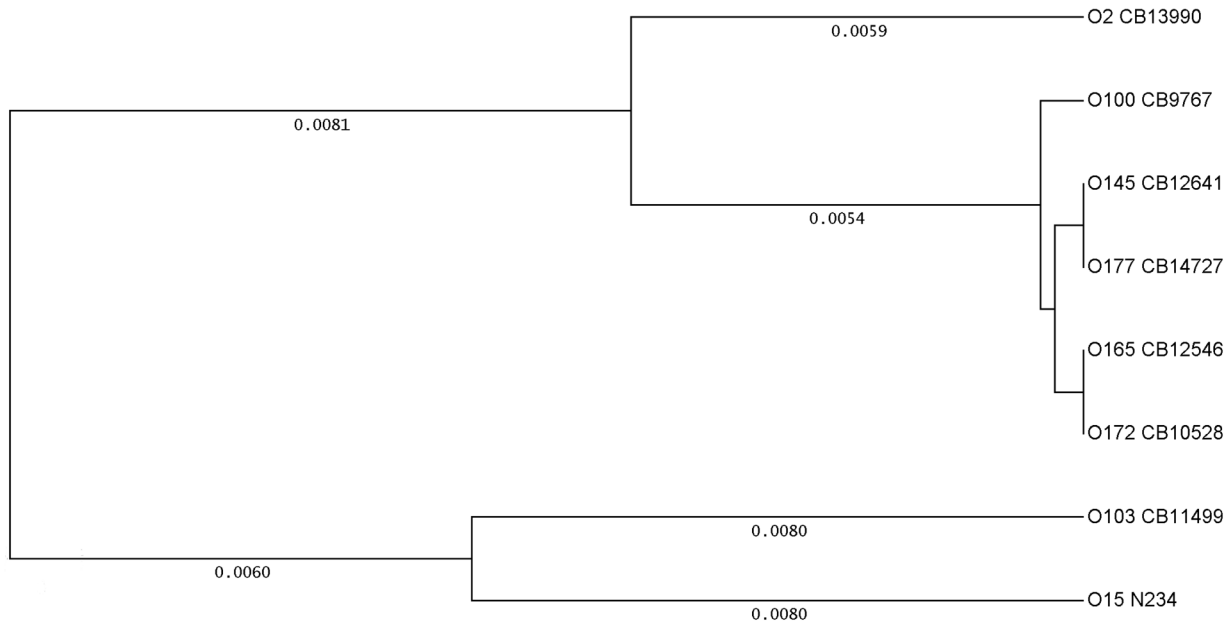 O2 CB13990
0.0059
O100 CB9767
0.0081
O145 CB12641
0.0054
O177 CB14727
O165 CB12546
O172 CB10528
O103 CB11499
0.0080
0.0060
O15 N234
0.0080